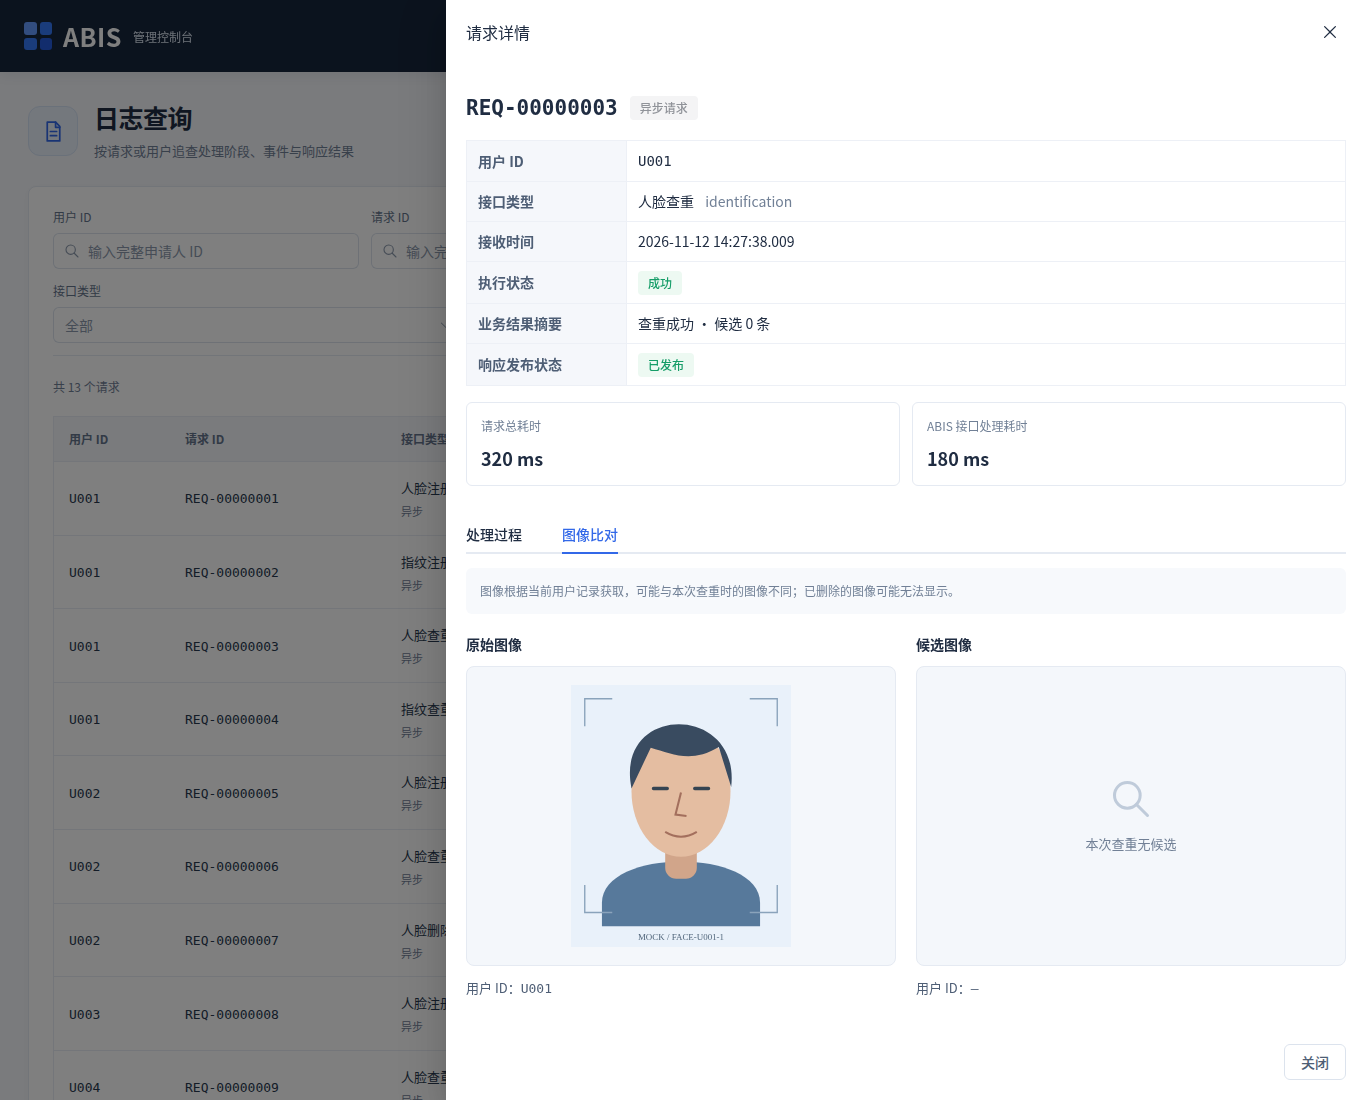 ABIS 管理控制台
日志查询
按请求或用户追查处理阶段、事件与响应结果
用户 ID
请求 ID
输入完整申请人 ID
输入完
接口类型
全部
共 13 个请求
用户 ID 请求 ID 接口类型
U001 REQ-00000001 人脸注册
异步
U001 REQ-00000002 指纹注册
异步
U001 REQ-00000003 人脸查重
异步
U001 REQ-00000004 指纹查重
异步
U002 REQ-00000005 人脸注册
异步
U002 REQ-00000006 人脸查重
异步
U002 REQ-00000007 人脸删除
异步
U003 REQ-00000008 人脸注册
异步
U004 REQ-00000009 人脸查重
异步
请求详情
REQ-00000003 异步请求
用户 ID U001
接口类型 人脸查重 identification
接收时间 2026-11-12 14:27:38.009
执行状态 成功
业务结果摘要 查重成功 · 候选 0 条
响应发布状态 已发布
请求总耗时
320 ms
ABIS 接口处理耗时
180 ms
处理过程 图像比对
图像根据当前用户记录获取，可能与本次查重时的图像不同；已删除的图像可能无法显示。
原始图像
MOCK / FACE-U001-1
用户 ID：U001
候选图像
本次查重无候选
用户 ID：—
关闭